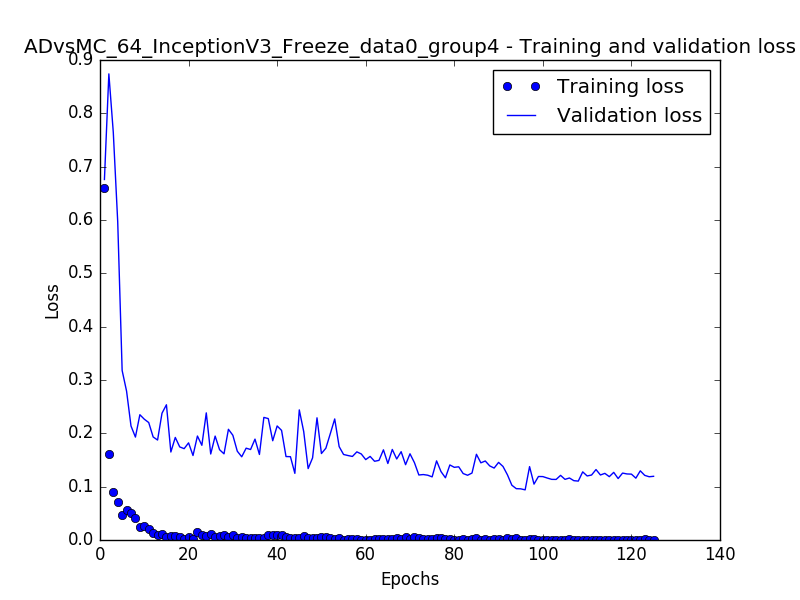 ADvsMC_64_InceptionV3_Freeze_data0_group4 - Training and validation loss
Training loss
Validation loss
0.9
0.8
0.7
0.6
0.5
0.4
0.3
0.2
0.1
0.0
Loss
0 20 40 60 80 100 120 140
Epochs